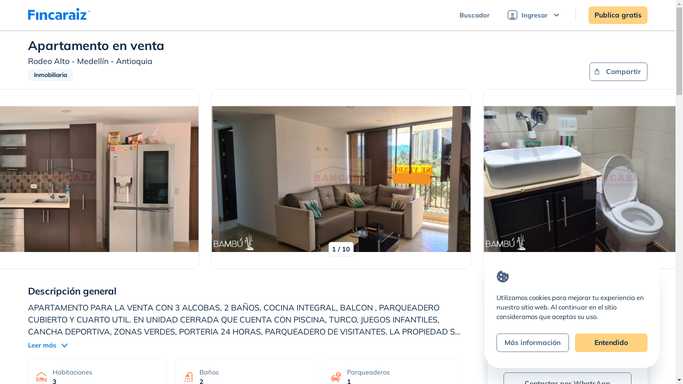 Fincaraiz
Buscador
Ingresar
Publica gratis
Apartamento en venta
Rodeo Alto - Medellín - Antioquia
Inmobiliaria
Compartir
BAMBÚ
1 / 10
BAMBÚ
Descripción general
APARTAMENTO PARA LA VENTA CON 3 ALCOBAS, 2 BAÑOS, COCINA INTEGRAL, BALCON , PARQUEADERO
CUBIERTO Y CUARTO UTIL. EN UNIDAD CERRADA QUE CUENTA CON PISCINA, TURCO, JUEGOS INFANTILES,
CANCHA DEPORTIVA, ZONAS VERDES, PORTERIA 24 HORAS, PARQUEADERO DE VISITANTES, LA PROPIEDAD S...
Leer más
Habitaciones
3
Baños
2
Parqueaderos
1
Utilizamos cookies para mejorar tu experiencia en
nuestro sitio web. Al continuar en el sitio
consideramos que aceptas su uso.
Más información
Entendido
Contactar por WhatsApp